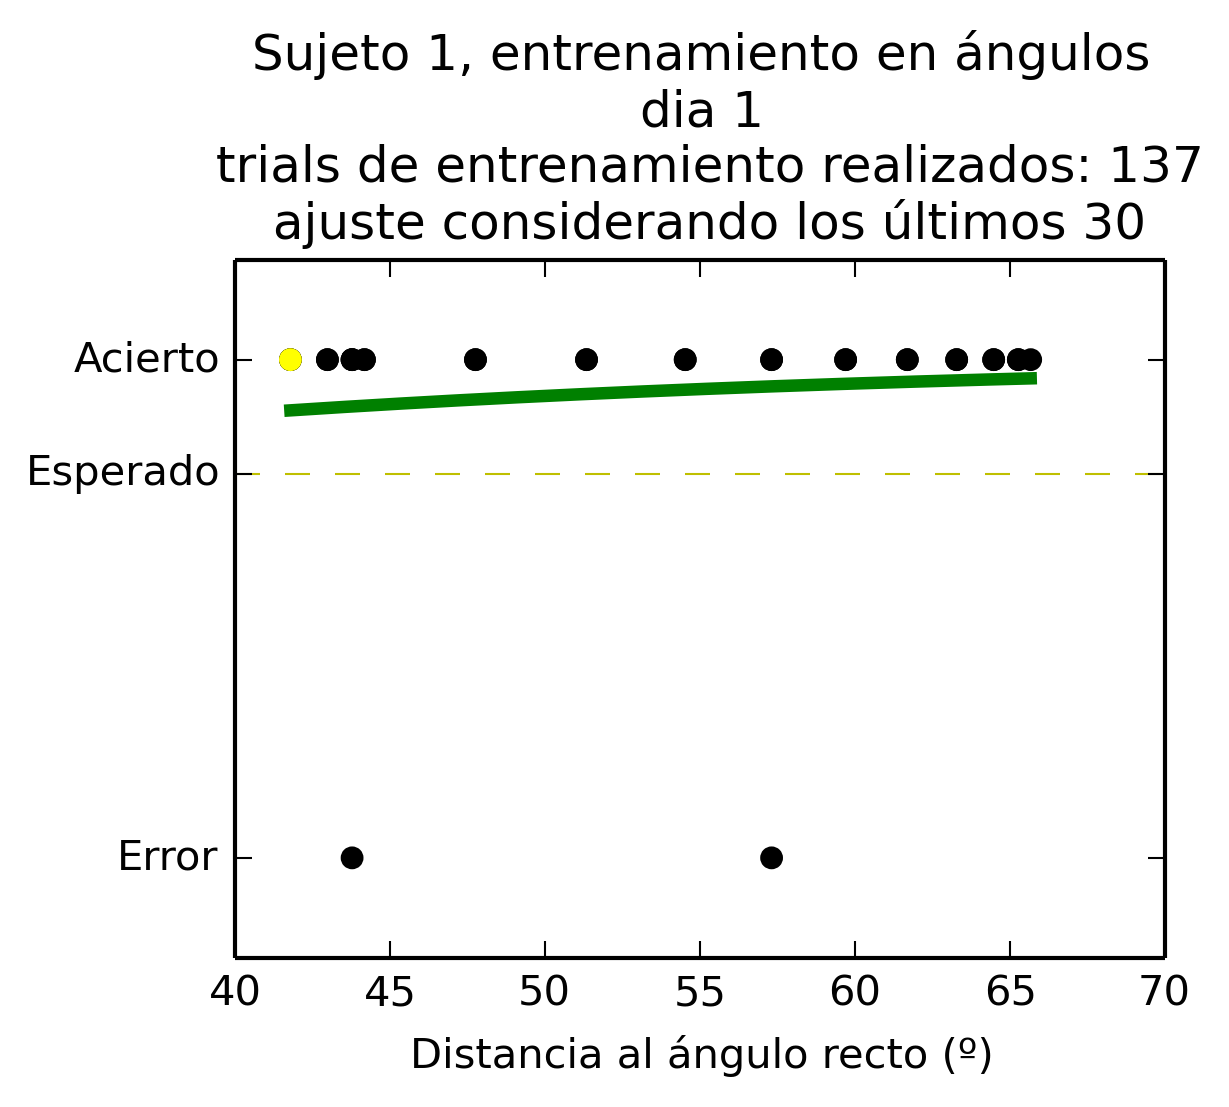 Sujeto 1, entrenamiento en ángulos
dia 1
trials de entrenamiento realizados: 137
ajuste considerando los últimos 30
Acierto
Esperado
Error
40 45 50 55 60 65 70
Distancia al ángulo recto (º)